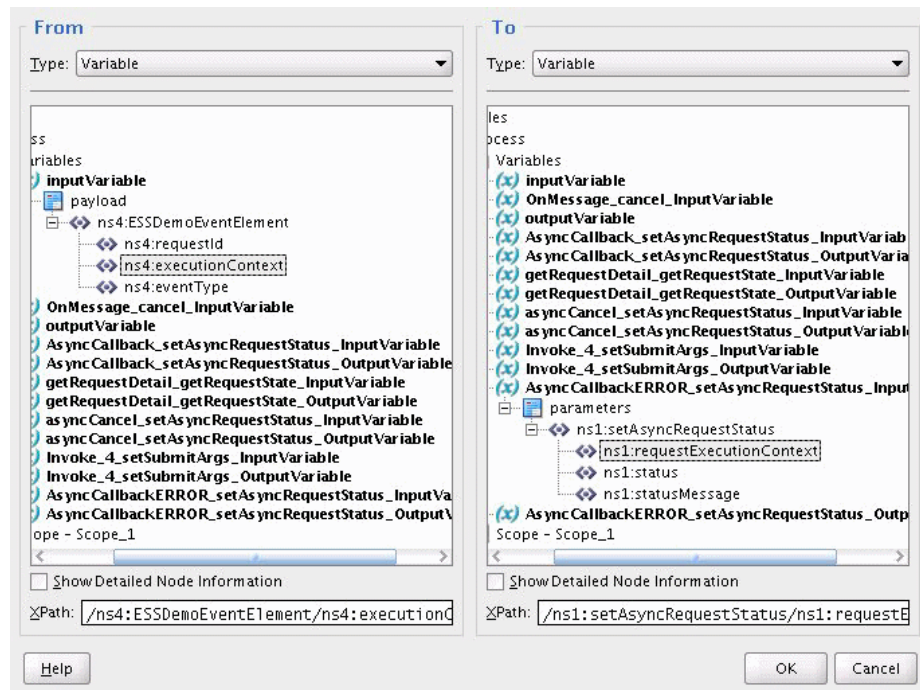 From
Type: Variable
ss
ariables
inputVariable
payload
ns4:ESSDemoEventElement
ns4:requestId
ns4:executionContext
ns4:eventType
OnMessage_cancel_InputVariable
outputVariable
AsyncCallback_setAsyncRequestStatus_InputVariable
AsyncCallback_setAsyncRequestStatus_OutputVariable
getRequestDetail_getRequestState_InputVariable
getRequestDetail_getRequestState_OutputVariable
asyncCancel_setAsyncRequestStatus_InputVariable
asyncCancel_setAsyncRequestStatus_OutputVariable
Invoke_4_setSubmitArgs_InputVariable
Invoke_4_setSubmitArgs_OutputVariable
AsyncCallbackERROR_setAsyncRequestStatus_InputVa
AsyncCallbackERROR_setAsyncRequestStatus_OutputV
ope - Scope_1
Show Detailed Node Information
XPath: /ns4:ESSDemoEventElement/ns4:executionC
To
Type: Variable
les
ocess
Variables
(x) inputVariable
(x) OnMessage_cancel_InputVariable
(x) outputVariable
(x) AsyncCallback_setAsyncRequestStatus_InputVariab
(x) AsyncCallback_setAsyncRequestStatus_OutputVaria
(x) getRequestDetail_getRequestState_InputVariable
(x) getRequestDetail_getRequestState_OutputVariable
(x) asyncCancel_setAsyncRequestStatus_InputVariable
(x) asyncCancel_setAsyncRequestStatus_OutputVariabl
(x) Invoke_4_setSubmitArgs_InputVariable
(x) Invoke_4_setSubmitArgs_OutputVariable
(x) AsyncCallbackERROR_setAsyncRequestStatus_Input
parameters
ns1:setAsyncRequestStatus
ns1:requestExecutionContext
ns1:status
ns1:statusMessage
(x) AsyncCallbackERROR_setAsyncRequestStatus_Outp
Scope - Scope_1
Show Detailed Node Information
XPath: /ns1:setAsyncRequestStatus/ns1:requestE
Help
OK
Cancel